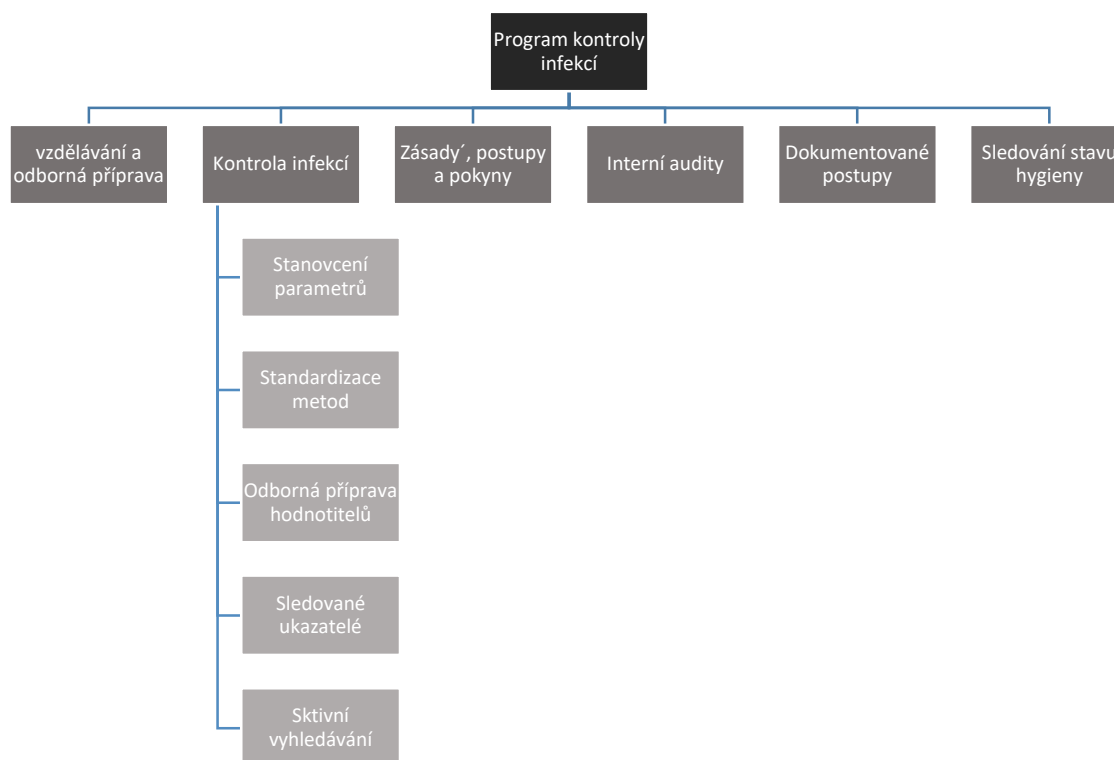 Program kontroly
infekcí
vzdělávání a
odborná příprava
Kontrola infekcí
Zásady´, postupy
a pokyny
Interní audity
Dokumentované
postupy
Sledování stavu
hygieny
Stanovcení
parametrů
Standardizace
metod
Odborná příprava
hodnotitelů
Sledované
ukazatelé
Sktivní
vyhledávání